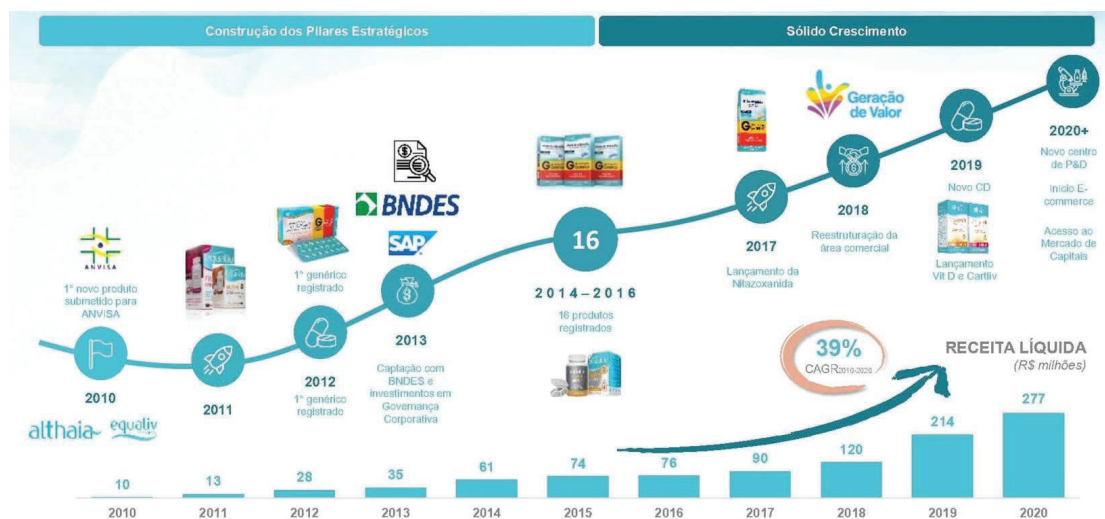 Construção dos Pilares Estratégicos
Sólido Crescimento
ANVISA
1° novo produto
submetido para
ANVISA
2010
althaia
equaliv
2011
1° genérico
registrado
2012
1° genérico
registrado
BNDES
SAP
2013
Captação com
BNDES e
investimentos em
Governança
Corporativa
16
2014–2016
16 produtos
registrados
2017
Lançamento da
Nitazoxanida
Geração
de Valor
2018
Reestruturação da
área comercial
2019
Novo CD
Lançamento
Vit D e Cartliv
2020+
Novo centro
de P&D
Início E-
commerce
Acesso ao
Mercado de
Capitais
39%
CAGR2010-2020
RECEITA LÍQUIDA
(R$ milhões)
10
13
28
35
61
74
76
90
120
214
277
2010
2011
2012
2013
2014
2015
2016
2017
2018
2019
2020